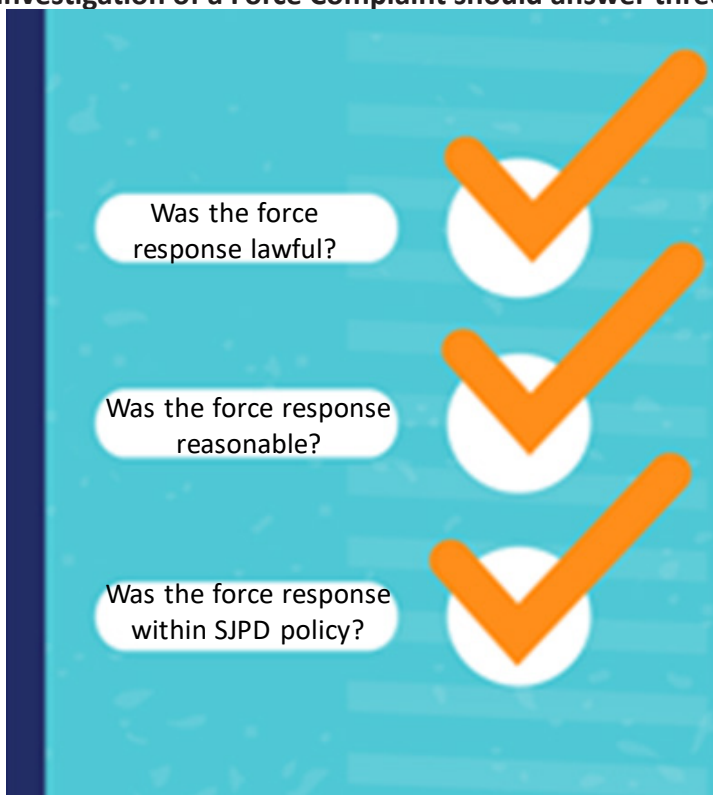 Investigation of a Force Complaint should answer three
Was the force
response lawful?
Was the force response
reasonable?
Was the force response
within SJPD policy?